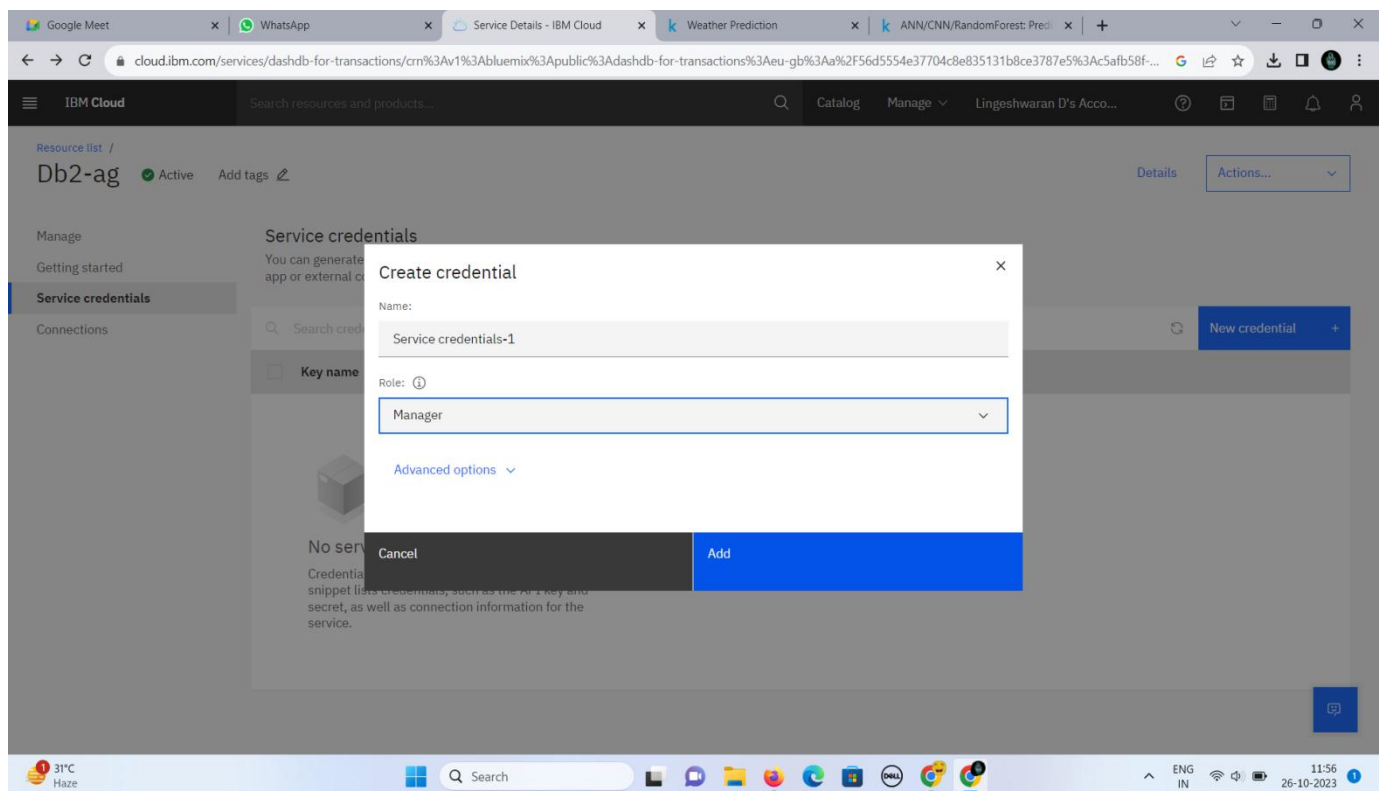 Google Meet
WhatsApp
Service Details - IBM Cloud
Weather Prediction
ANN/CNN/RandomForest: Pred
cloud.ibm.com/services/dashdb-for-transactions/crn%3Av1%3Abluemix%3Apublic%3Adashdb-for-transactions%3Aeu-gb%3Aa%2F56d5554e37704c8e835131b8ce3787e5%3Ac5afb58f-...
IBM Cloud
Search resources and products...
Catalog
Manage
Lingeshwaran D's Acco...
Resource list /
Db2-ag
Active
Add tags
Details
Actions...
Manage
Getting started
Service credentials
Connections
Service credentials
You can generate
app or external
Search
New credential +
Key name
Create credential
Name:
Service credentials-1
Role:
Manager
Advanced options
Cancel
Add
No
Credentia
snippet lists credentials, such as the API key and
secret, as well as connection information for the
service.
1
31°C
Haze
Search
DELL
ENG
IN
11:56
26-10-2023
1